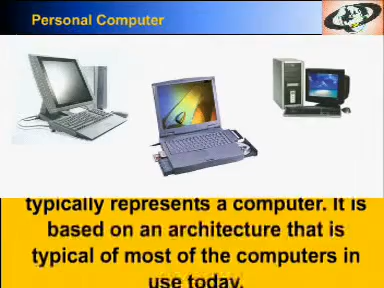 Personal Computer
typically represents a computer. It is
based on an architecture that is
typical of most of the computers in
use today.